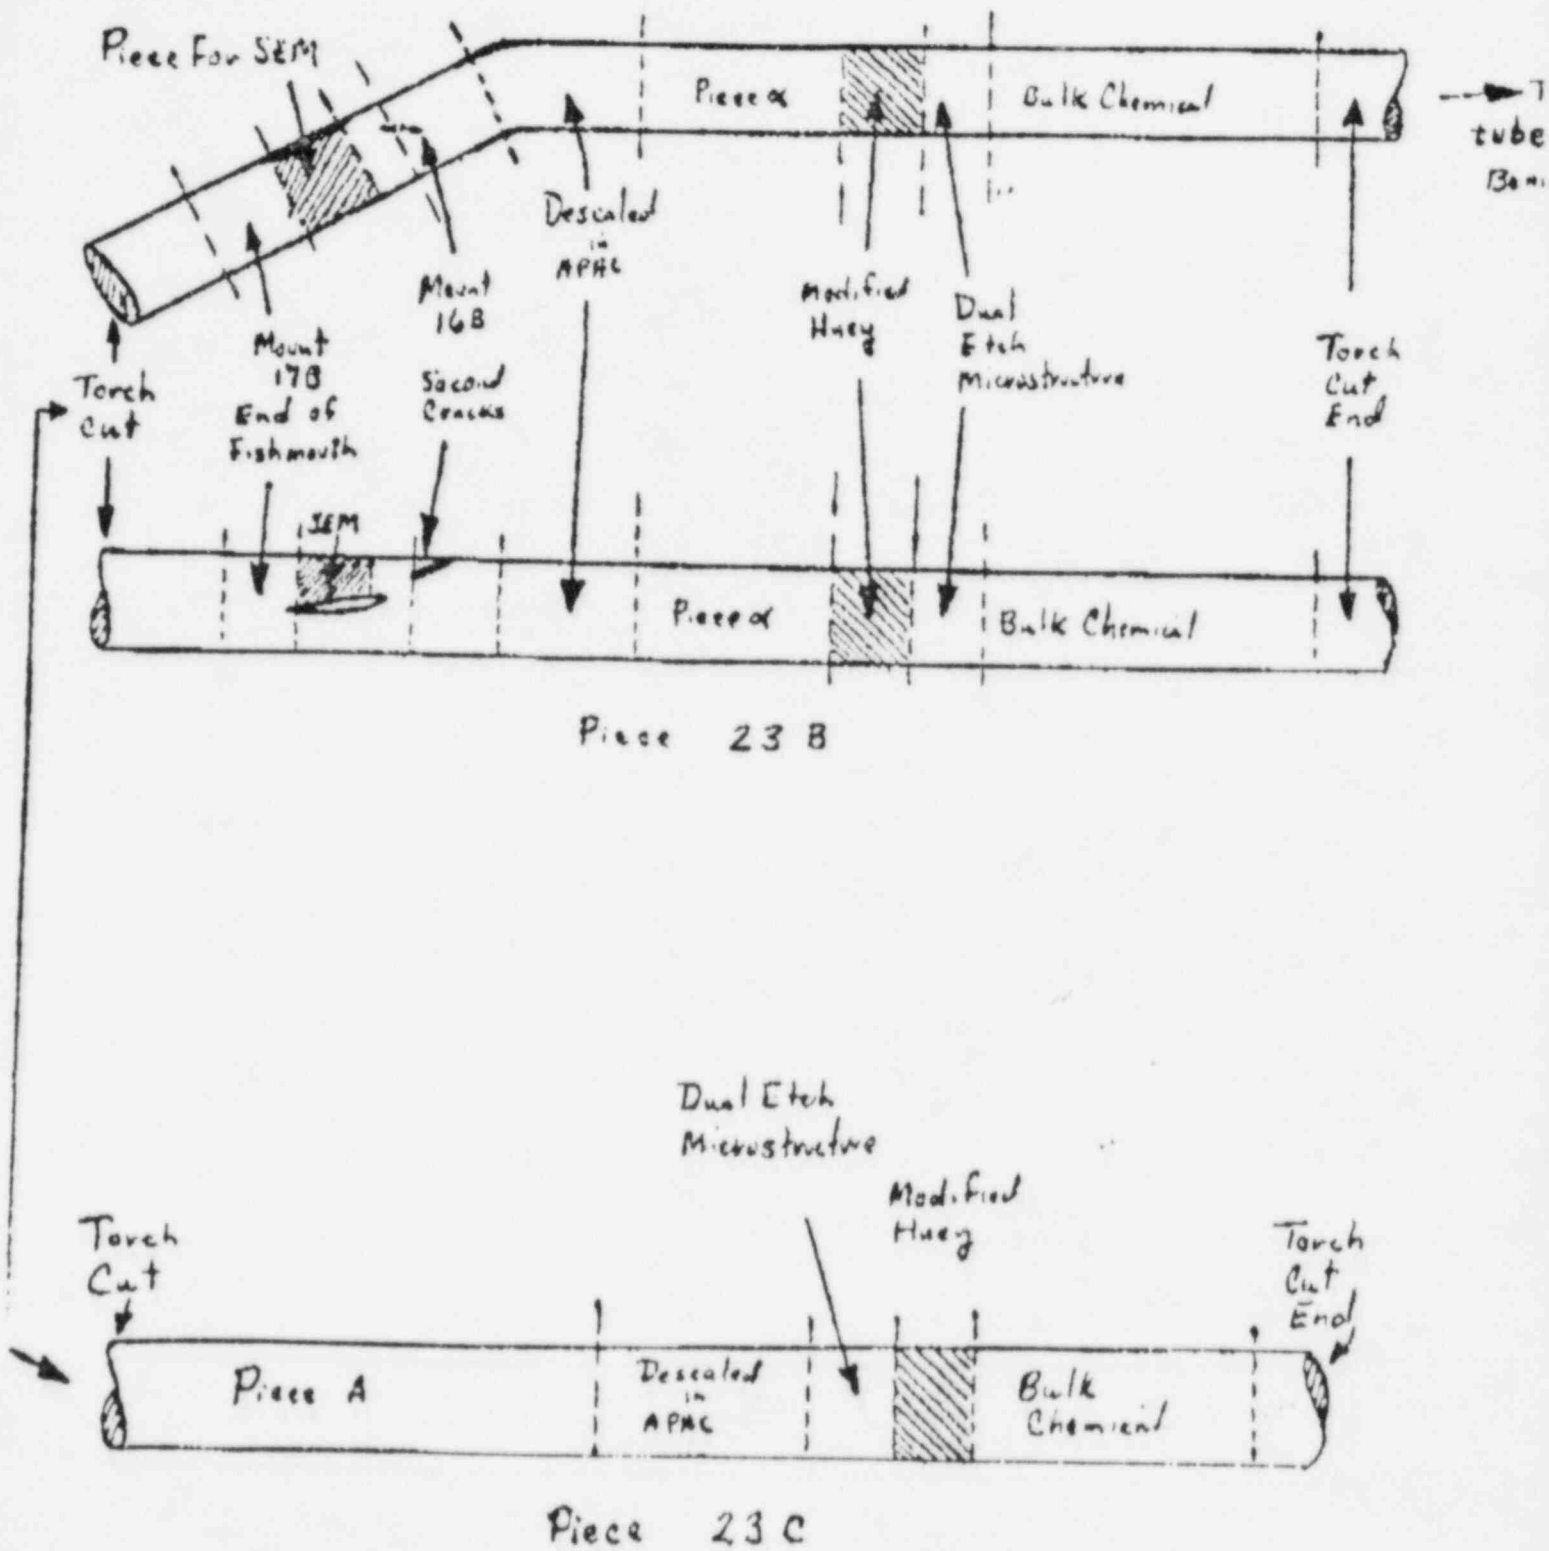 Piece For SEM
Piece α
Bulk Chemical
tube
Descaled
in
APAC
Mount
16B
Second
Cracks
Mount
17B
End of
Fishmouth
Torch
Cut
Modified
Huey
Dual
Etch
Microstructure
Torch
Cut
End
SEM
Piece α
Bulk Chemical
Piece 23 B
Dual Etch
Microstructure
Modified
Huey
Torch
Cut
Torch
Cut
End
Piece A
Descaled
in
APAC
Bulk
Chemical
Piece 23 C